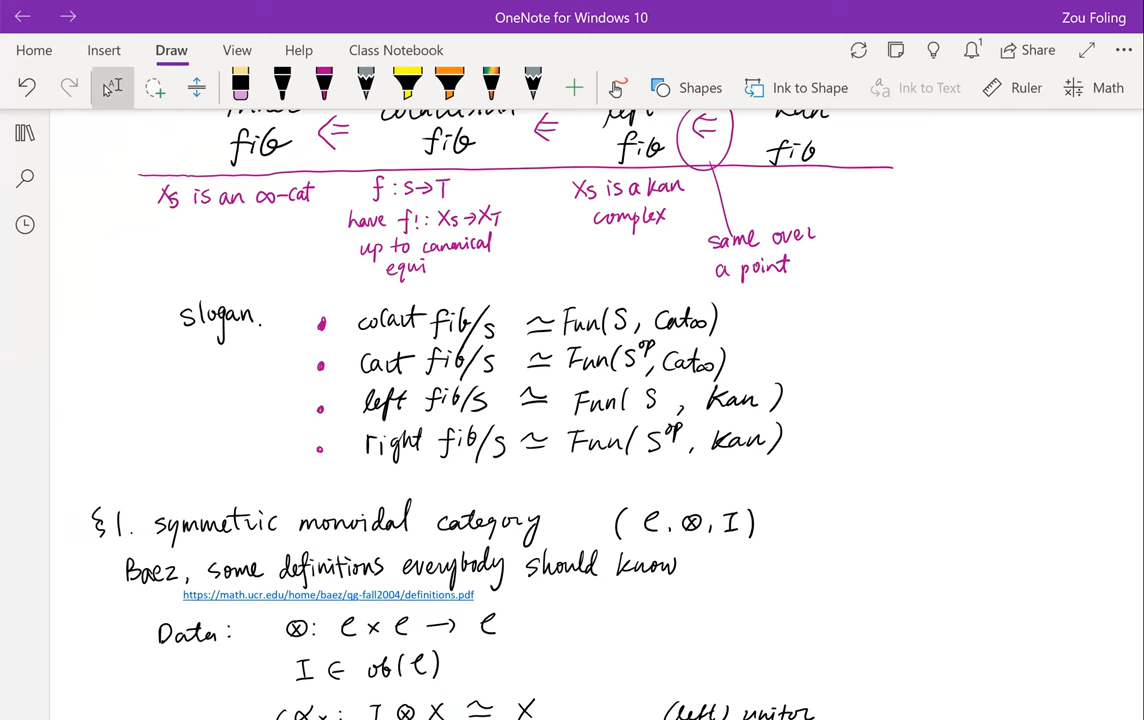 OneNote for Windows 10
Zou Foling
Home Insert Draw View Help Class Notebook
Share
Shapes Ink to Shape Ink to Text Ruler Math
fib ⇐ fib ⇐ fib ⇐ fib
Xs is an ∞-cat
f : S → T
have f! : Xs → XT
up to canonical
equi
Xs is a kan
complex
same over
a point
slogan.
• cocart fib/s ≃ Fun(S, Cat∞)
• cart fib/s ≃ Fun(S^op, Cat∞)
• left fib/s ≃ Fun( S , Kan )
• right fib/s ≃ Fun( S^op, Kan )
§1. symmetric monoidal category ( C, ⊗, I )
Baez, some definitions everybody should know
https://math.ucr.edu/home/baez/qg-fall2004/definitions.pdf
Data: ⊗: C × C → C
I ∈ ob(C)
I ⊗ X ≃ X (left) unitor